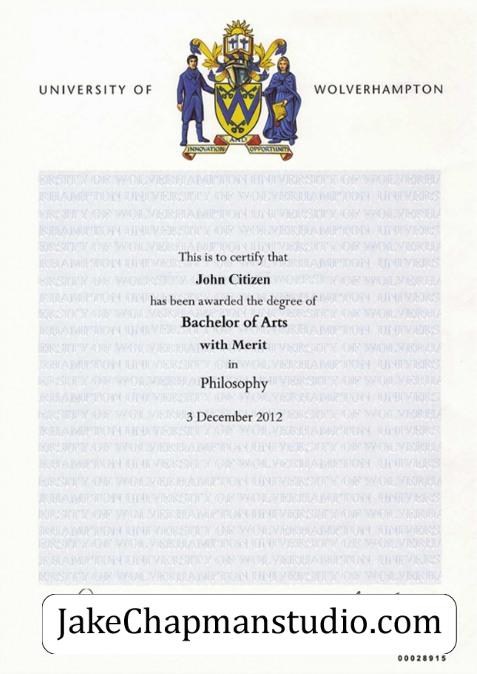 UNIVERSITY OF WOLVERHAMPTON
INNOVATION AND OPPORTUNITY
This is to certify that
John Citizen
has been awarded the degree of
Bachelor of Arts
with Merit
in
Philosophy
3 December 2012
JakeChapmanstudio.com
00028915